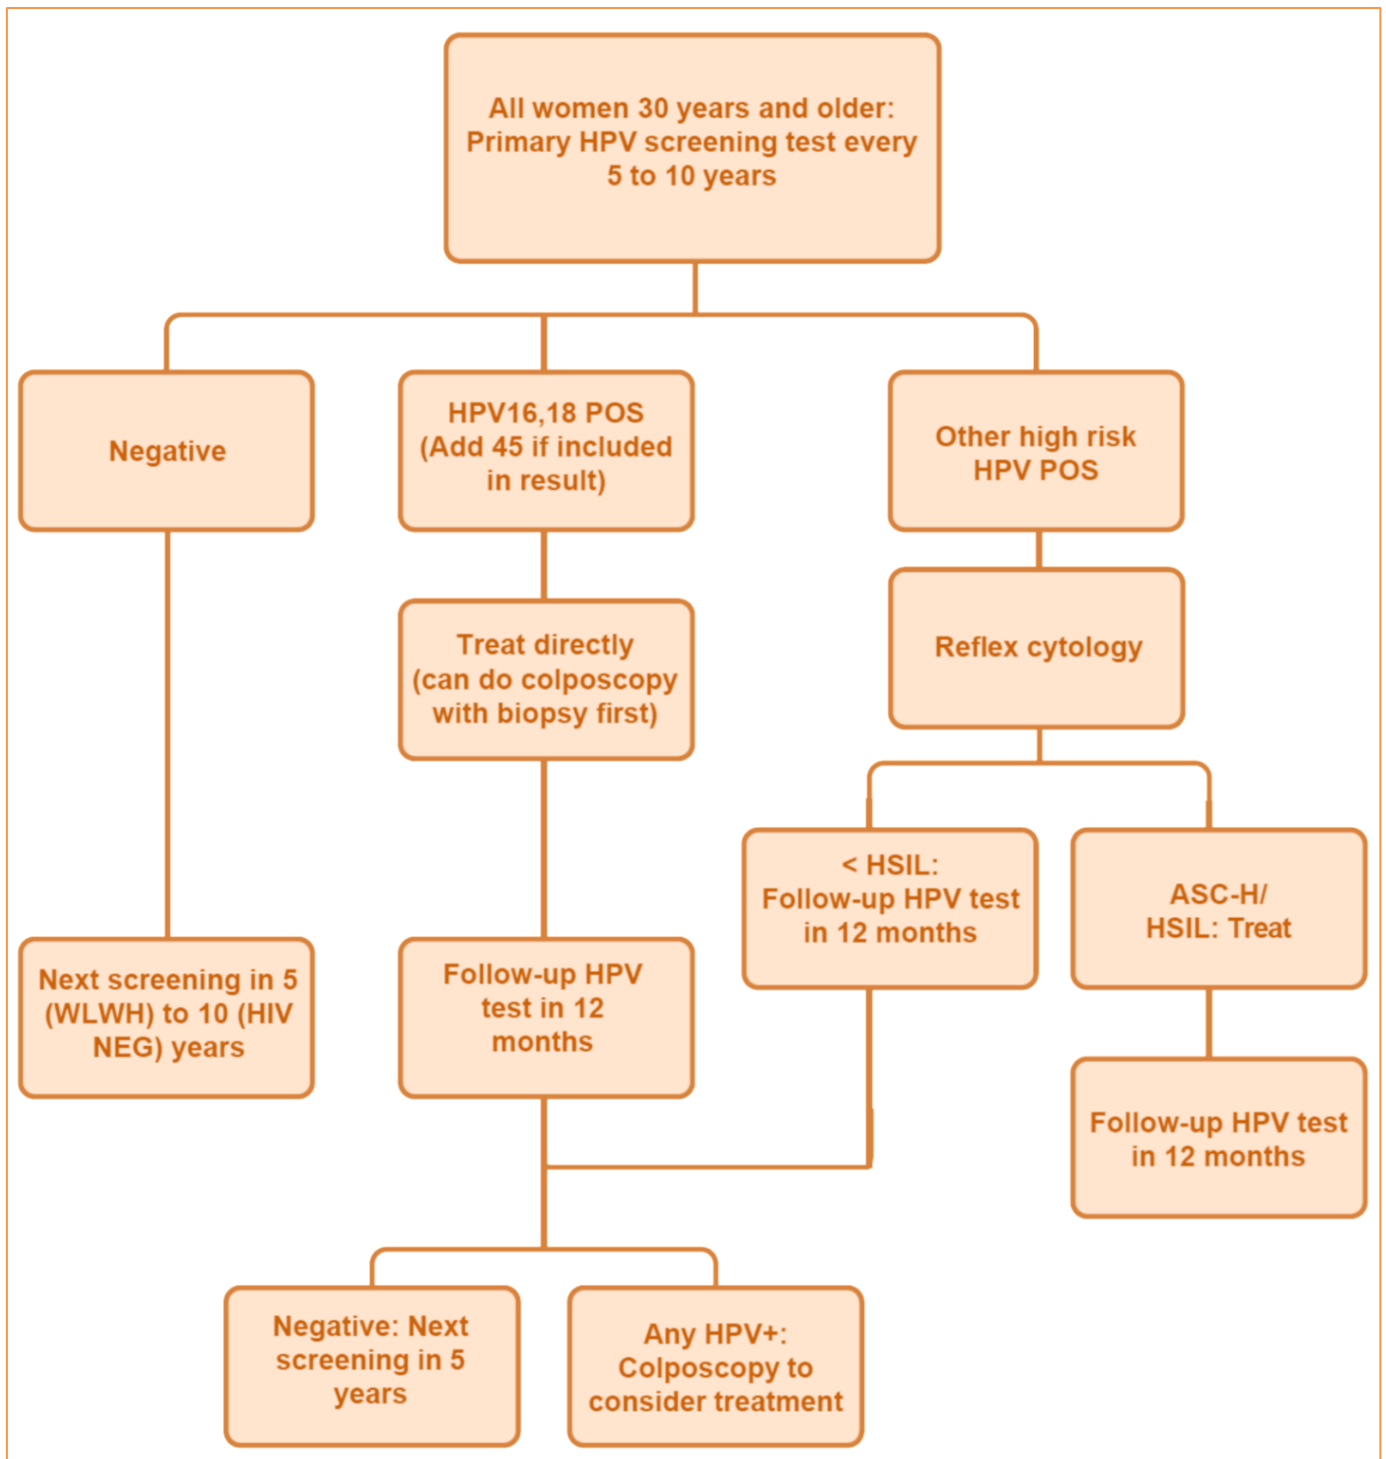 All women 30 years and older:
Primary HPV screening test every
5 to 10 years
Negative
HPV16,18 POS
(Add 45 if included
in result)
Other high risk
HPV POS
Treat directly
(can do colposcopy
with biopsy first)
Reflex cytology
< HSIL:
Follow-up HPV test
in 12 months
ASC-H/
HSIL: Treat
Next screening in 5
(WLWH) to 10 (HIV
NEG) years
Follow-up HPV
test in 12
months
Follow-up HPV test
in 12 months
Negative: Next
screening in 5
years
Any HPV+:
Colposcopy to
consider treatment